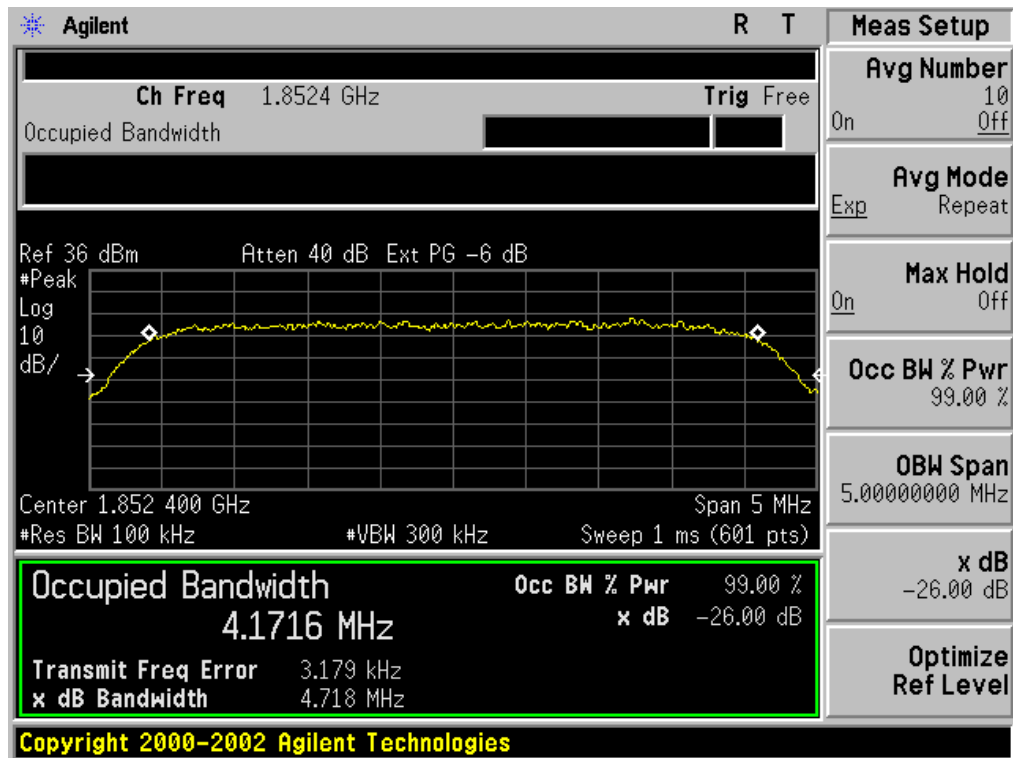 Agilent R T
Ch Freq 1.8524 GHz Trig Free
Occupied Bandwidth
Ref 36 dBm Atten 40 dB Ext PG -6 dB
#Peak
Log
10
dB/
Center 1.852 400 GHz Span 5 MHz
#Res BW 100 kHz #VBW 300 kHz Sweep 1 ms (601 pts)
Occupied Bandwidth Occ BW % Pwr 99.00 %
4.1716 MHz x dB -26.00 dB
Transmit Freq Error 3.179 kHz
x dB Bandwidth 4.718 MHz
Copyright 2000-2002 Agilent Technologies
Meas Setup
Avg Number
10
On Off
Avg Mode
Exp Repeat
Max Hold
On Off
Occ BW % Pwr
99.00 %
OBW Span
5.00000000 MHz
x dB
-26.00 dB
Optimize
Ref Level